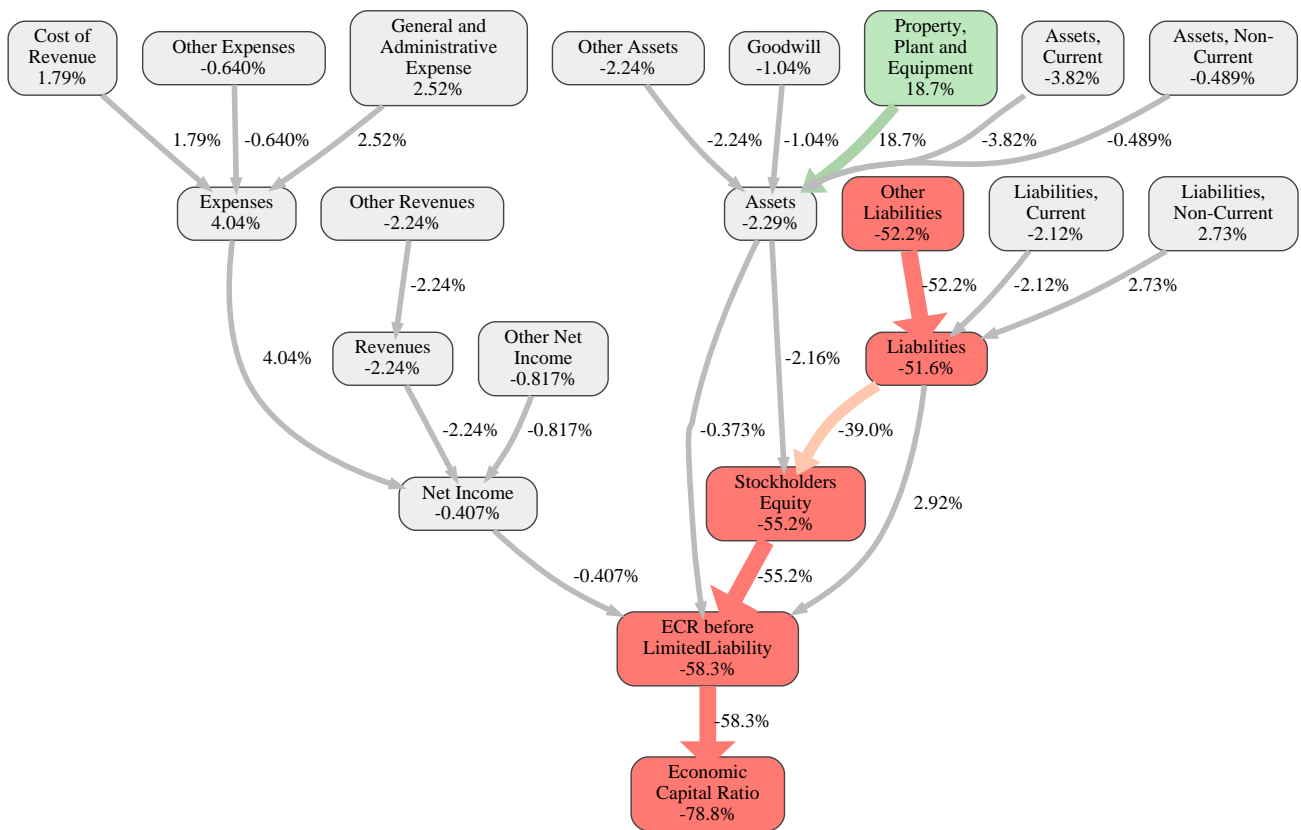 Cost of
Revenue
1.79%
Other Expenses
-0.640%
General and
Administrative
Expense
2.52%
Other Assets
-2.24%
Goodwill
-1.04%
Property,
Plant and
Equipment
18.7%
Assets,
Current
-3.82%
Assets, Non-
Current
-0.489%
1.79%
-0.640%
2.52%
-2.24%
-1.04%
18.7%
-3.82%
-0.489%
Expenses
4.04%
Other Revenues
-2.24%
Assets
-2.29%
Other
Liabilities
-52.2%
Liabilities,
Current
-2.12%
Liabilities,
Non-Current
2.73%
-2.24%
-52.2%
-2.12%
2.73%
4.04%
Revenues
-2.24%
Other Net
Income
-0.817%
-2.16%
Liabilities
-51.6%
-2.24%
-0.817%
-0.373%
-39.0%
Net Income
-0.407%
Stockholders
Equity
-55.2%
2.92%
-0.407%
-55.2%
ECR before
LimitedLiability
-58.3%
-58.3%
Economic
Capital Ratio
-78.8%